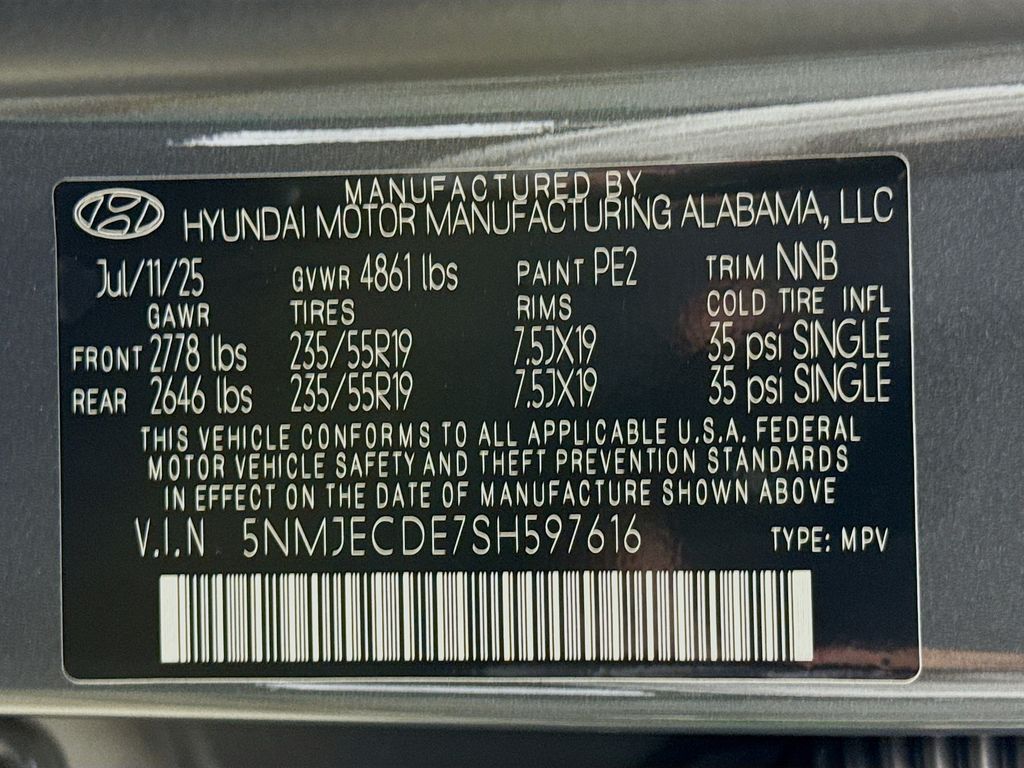 MANUFACTURED BY
HYUNDAI MOTOR MANUFACTURING ALABAMA, LLC
Jul/11/25 GVWR 4861 lbs PAINT PE2 TRIM NNB
GAWR TIRES RIMS COLD TIRE INFL
FRONT 2778 lbs 235/55R19 7.5JX19 35 psi SINGLE
REAR 2646 lbs 235/55R19 7.5JX19 35 psi SINGLE
THIS VEHICLE CONFORMS TO ALL APPLICABLE U.S.A. FEDERAL
MOTOR VEHICLE SAFETY AND THEFT PREVENTION STANDARDS
IN EFFECT ON THE DATE OF MANUFACTURE SHOWN ABOVE
V.I.N 5NMJECDE7SH597616 TYPE: MPV